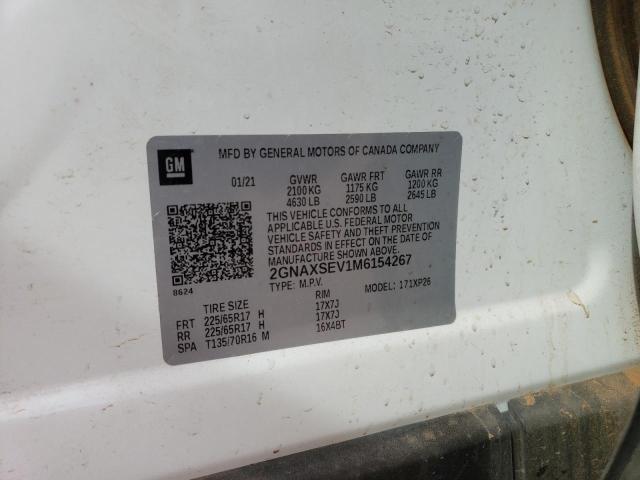 GM
MFD BY GENERAL MOTORS OF CANADA COMPANY
01/21 GVWR GAWR FRT GAWR RR
2100 KG 1175 KG 1200 KG
4630 LB 2590 LB 2645 LB
THIS VEHICLE CONFORMS TO ALL
APPLICABLE U.S. FEDERAL MOTOR
VEHICLE SAFETY AND THEFT
PREVENTION STANDARDS IN
EFFECT ON THE DATE OF
MANUFACTURE SHOWN ABOVE.
2GNAXSEV1M6154267
8624
TYPE: M.P.V. MODEL: 171XP26
TIRE SIZE RIM
FRT 225/65R17 H 17X7J
RR 225/65R17 H 17X7J
SPA T135/70R16 M 16X4BT